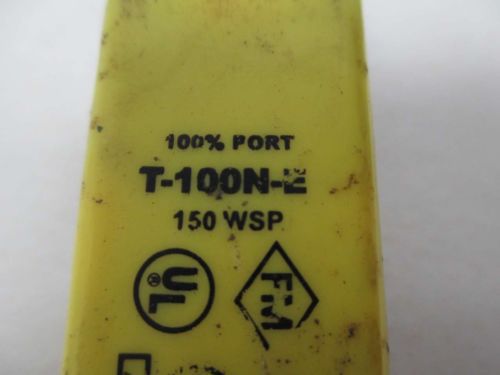 100% PORT
T-100N-E
150 WSP
UL®
FM